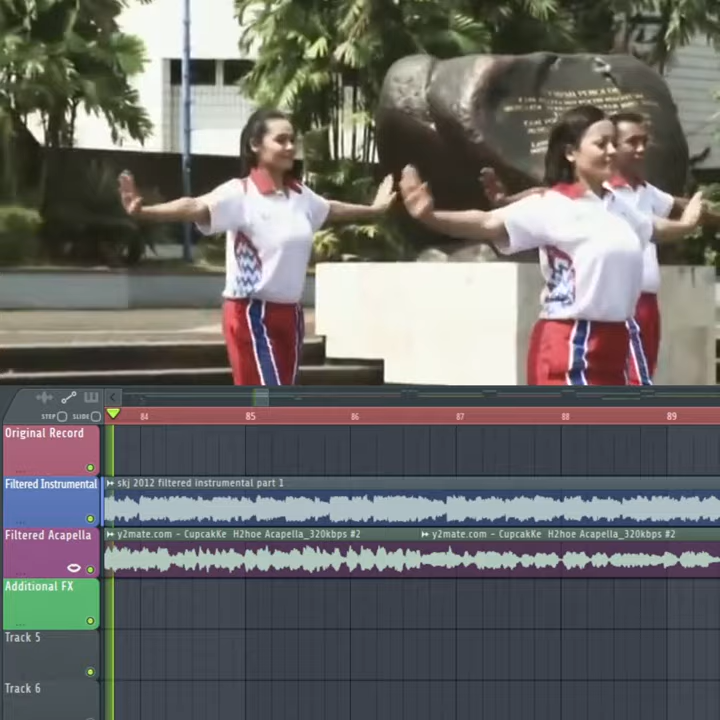 STEP SLIDE
84 85 86 87 88 89
Original Record
Filtered Instrumental
skj 2012 filtered instrumental part 1
Filtered Acapella
y2mate.com - CupcakKe H2hoe Acapella_320kbps #2
y2mate.com - CupcakKe H2hoe Acapella_320kbps #2
Additional FX
Track 5
Track 6